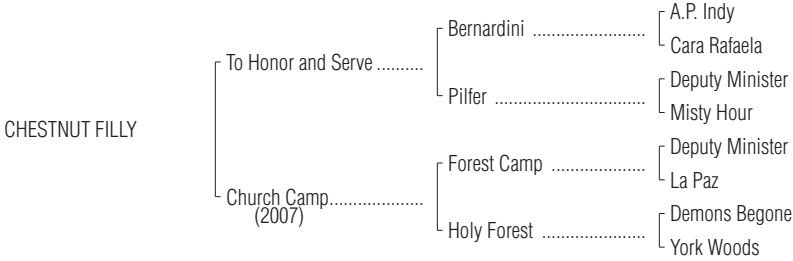 A.P. Indy
Bernardini ........................
Cara Rafaela
To Honor and Serve ..........
Deputy Minister
Pilfer ................................
Misty Hour
CHESTNUT FILLY
Deputy Minister
Forest Camp ....................
La Paz
Church Camp....................
(2007)
Demons Begone
Holy Forest ......................
York Woods